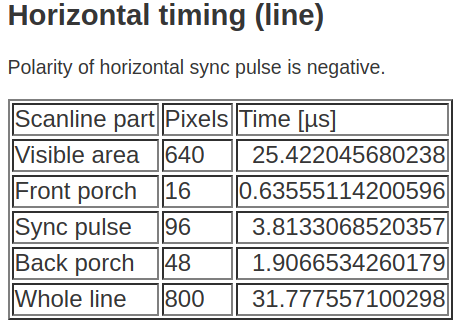 Horizontal timing (line)
Polarity of horizontal sync pulse is negative.
Scanline part Pixels Time [µs]
Visible area 640 25.422045680238
Front porch 16 0.63555114200596
Sync pulse 96 3.8133068520357
Back porch 48 1.9066534260179
Whole line 800 31.777557100298